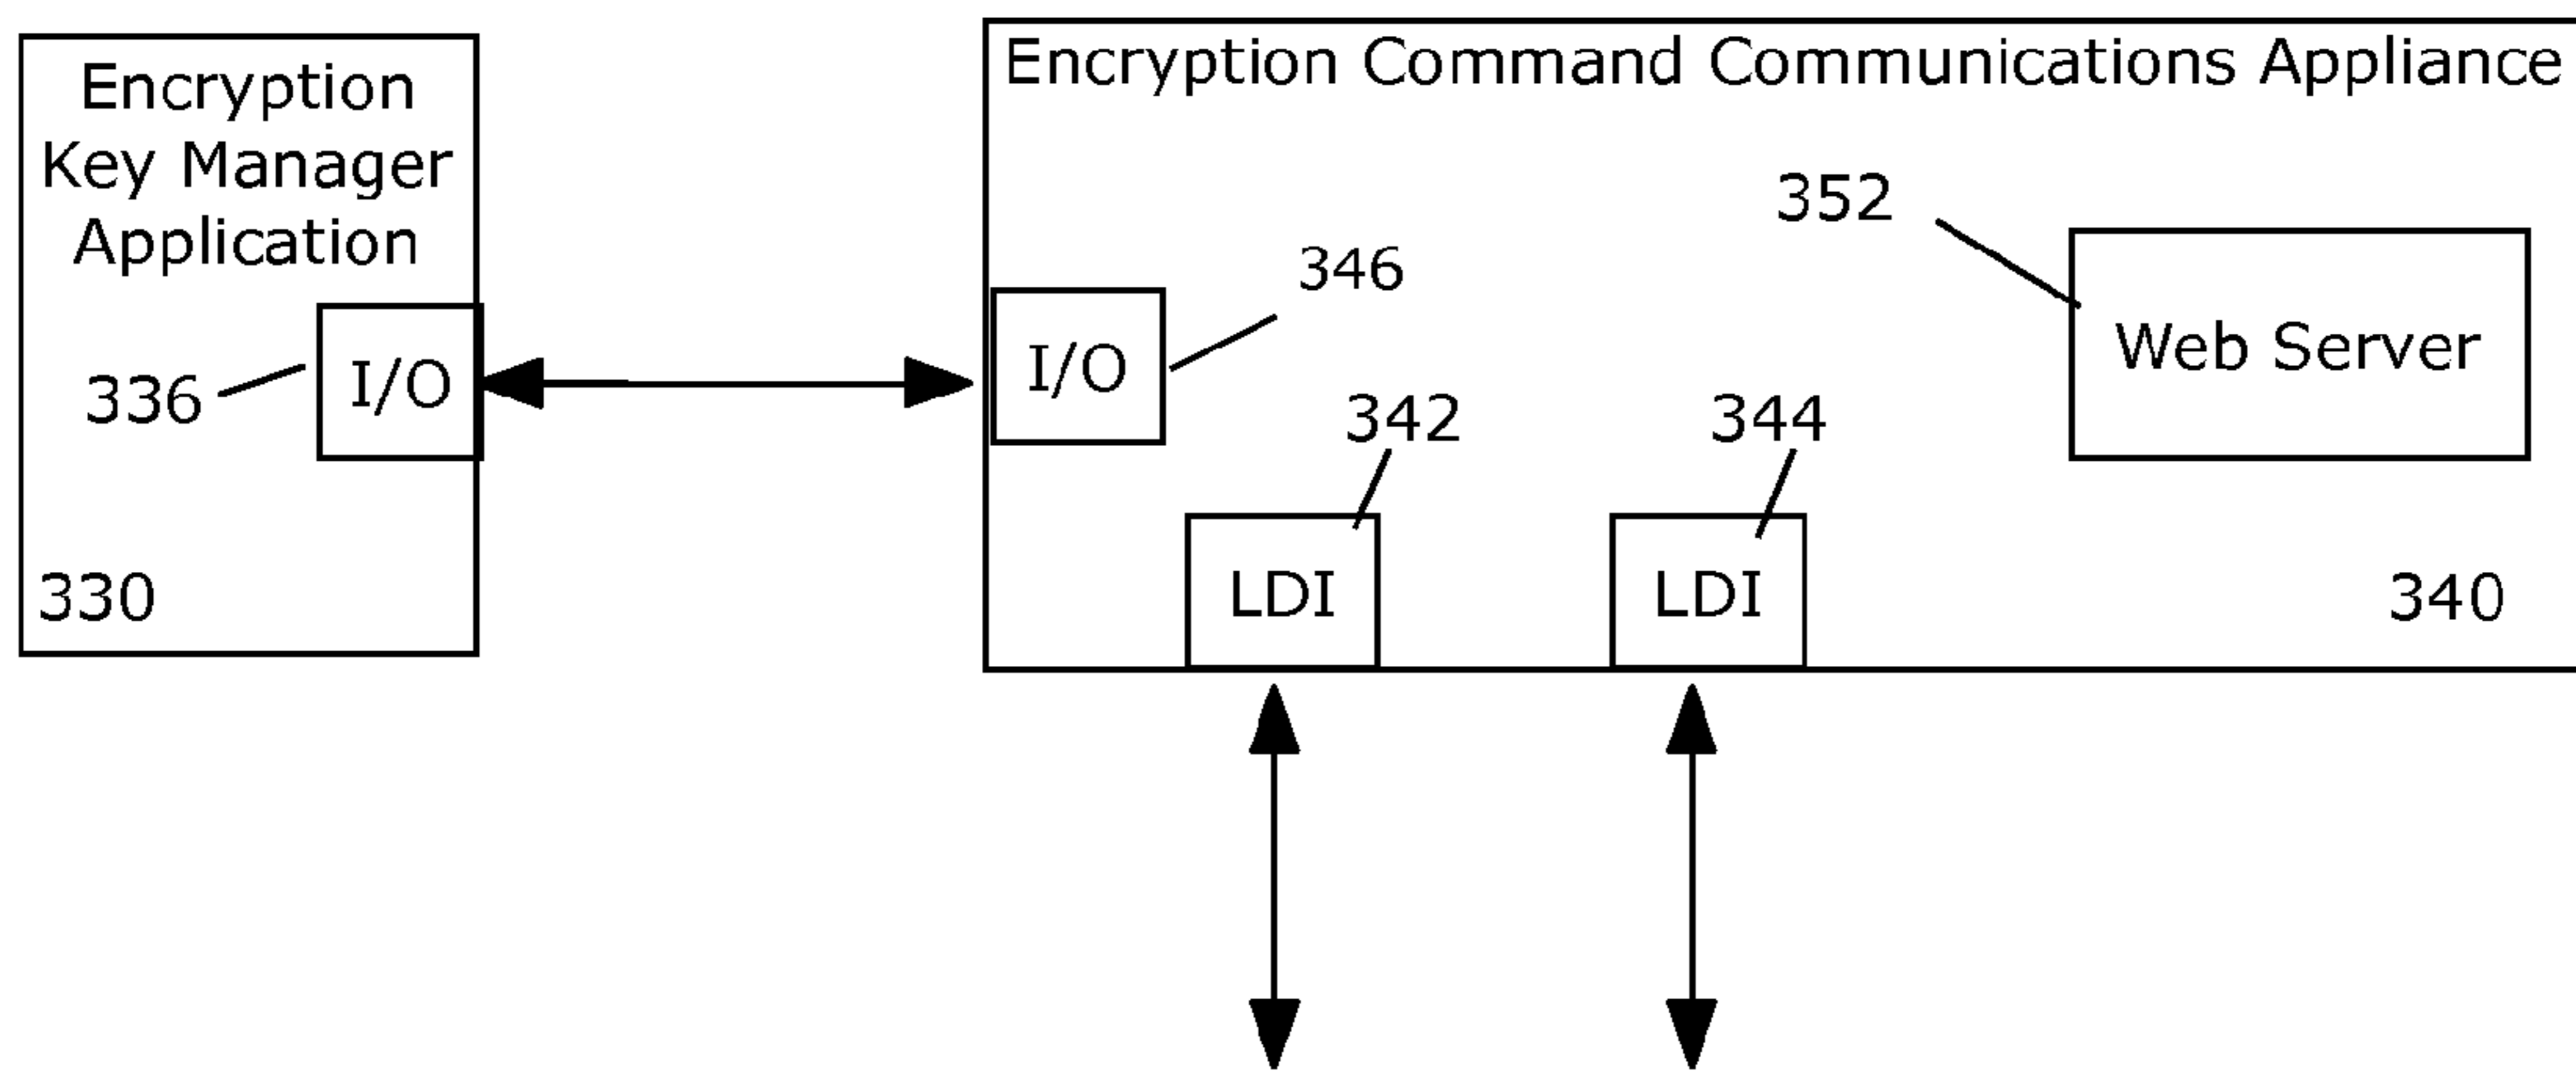 Encryption
Key Manager
Application
336
I/O
330
Encryption Command Communications Appliance
352
346
Web Server
I/O
342
344
LDI
LDI
340